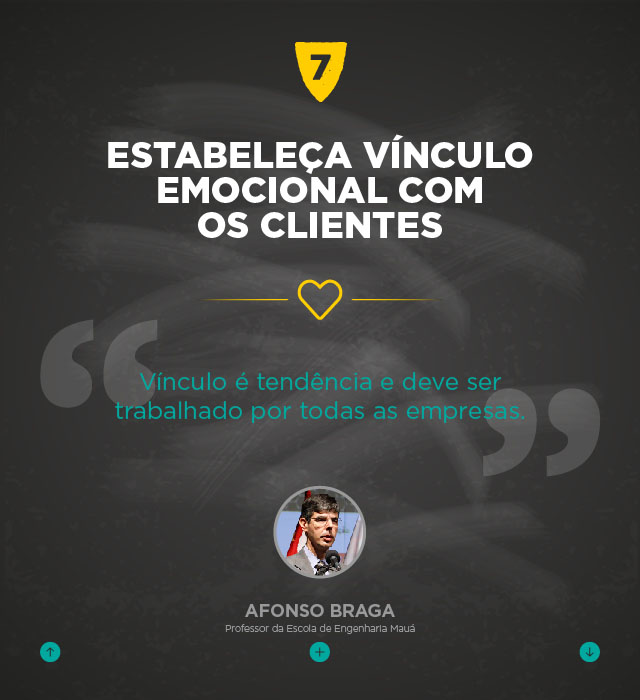 7
ESTABELEÇA VÍNCULO
EMOCIONAL COM
OS CLIENTES
“
Vínculo é tendência e deve ser
trabalhado por todas as empresas.
”
AFONSO BRAGA
Professor da Escola de Engenharia Mauá